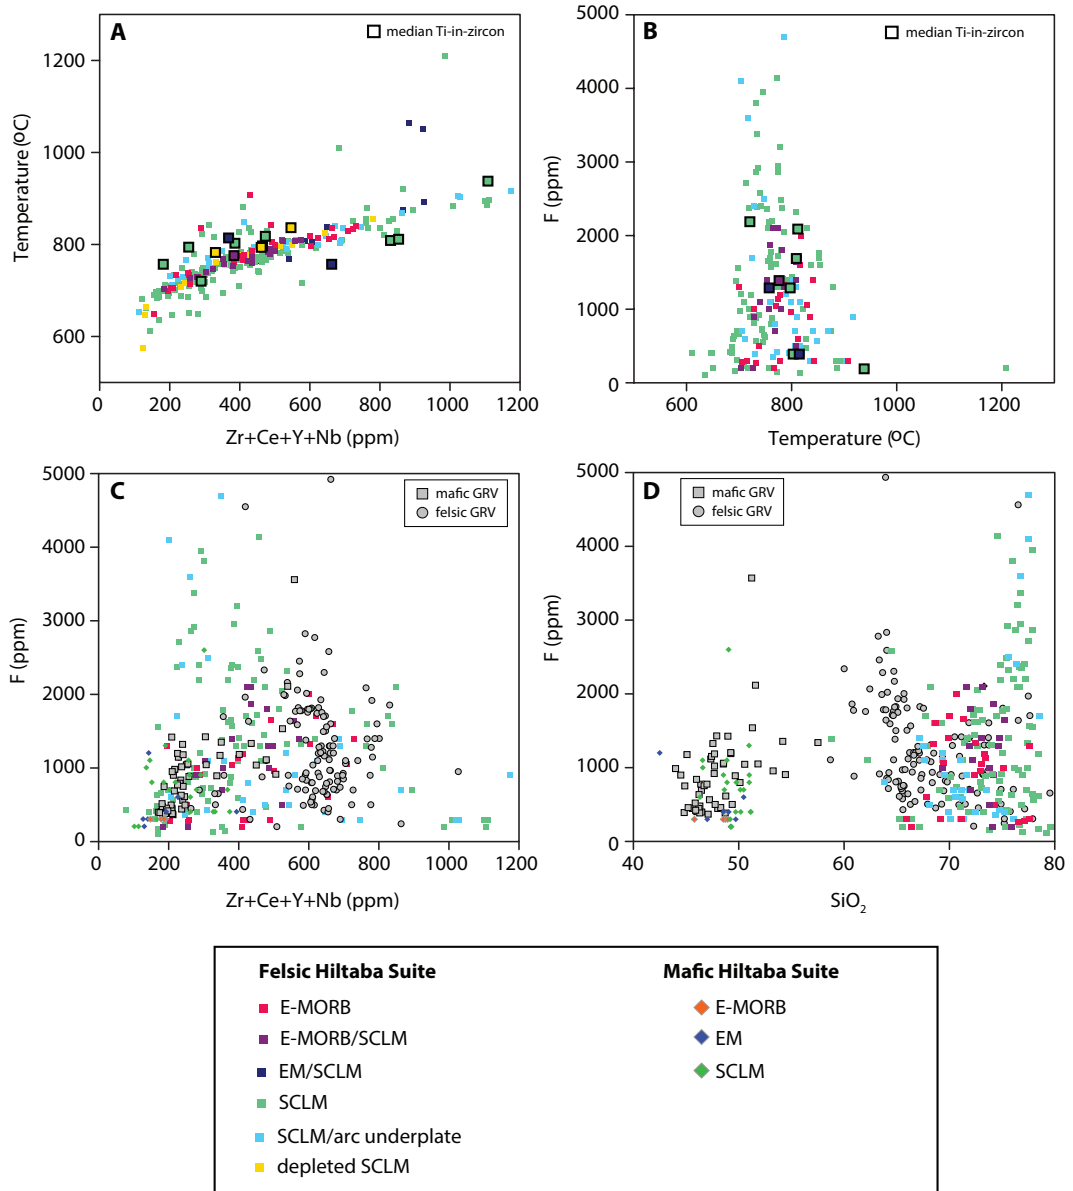 A
median Ti-in-zircon
1200
1000
800
600
Temperature (ºC)
0
200
400
600
800
1000
1200
Zr+Ce+Y+Nb (ppm)
B
median Ti-in-zircon
5000
4000
3000
2000
1000
0
F (ppm)
600
800
1000
1200
Temperature (ºC)
C
mafic GRV
felsic GRV
5000
4000
3000
2000
1000
0
F (ppm)
0
200
400
600
800
1000
1200
Zr+Ce+Y+Nb (ppm)
D
mafic GRV
felsic GRV
5000
4000
3000
2000
1000
0
F (ppm)
40
50
60
70
80
SiO₂
Felsic Hiltaba Suite
E-MORB
E-MORB/SCLM
EM/SCLM
SCLM
SCLM/arc underplate
depleted SCLM
Mafic Hiltaba Suite
E-MORB
EM
SCLM